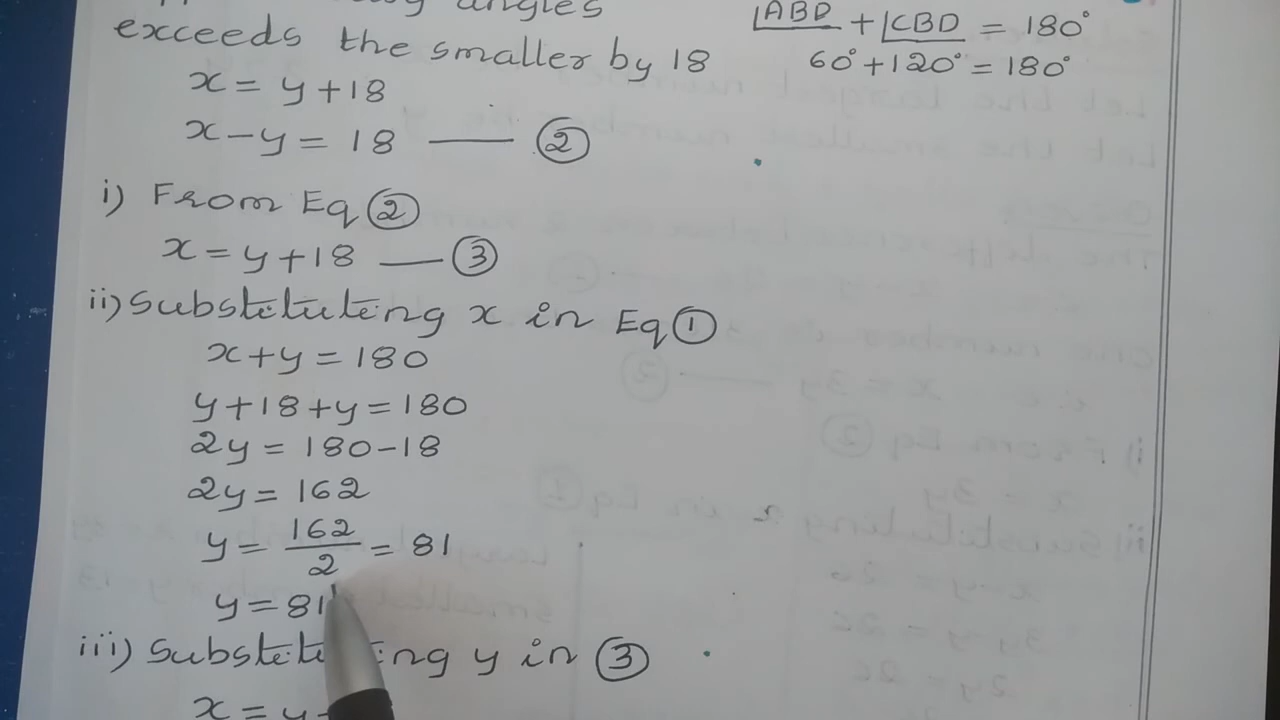 angles
exceeds the smaller by 18
x = y + 18
x - y = 18 —— ②
i) From Eq ②
x = y + 18 —— ③
ii) Substituting x in Eq ①
x + y = 180
y + 18 + y = 180
2y = 180 - 18
2y = 162
y = 162/2 = 81
y = 81
iii) Substituting y in ③
x = y
∠ABD + ∠CBD = 180°
60° + 120° = 180°